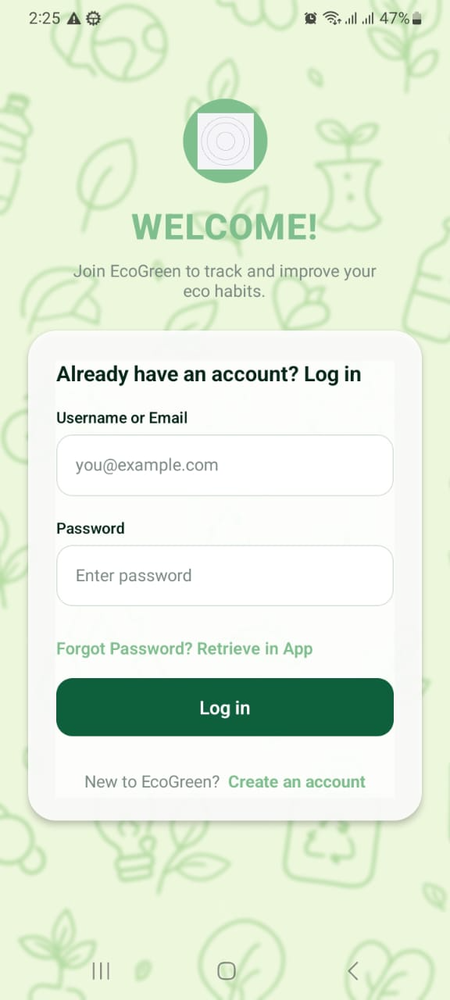 2:25
47%
WELCOME!
Join EcoGreen to track and improve your
eco habits.
Already have an account? Log in
Username or Email
you@example.com
Password
Enter password
Forgot Password? Retrieve in App
Log in
New to EcoGreen? Create an account